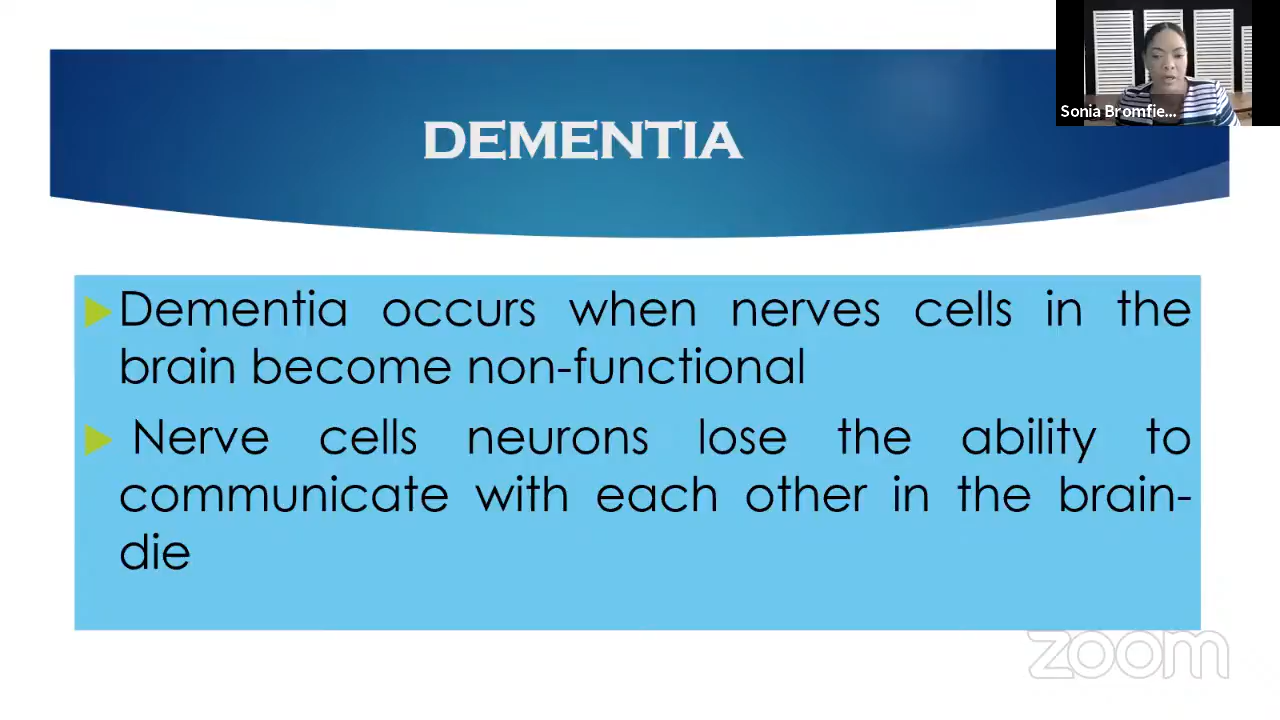 Sonia Bromfie...
DEMENTIA
Dementia occurs when nerves cells in the
brain become non-functional
Nerve cells neurons lose the ability to
communicate with each other in the brain-
die
zoom